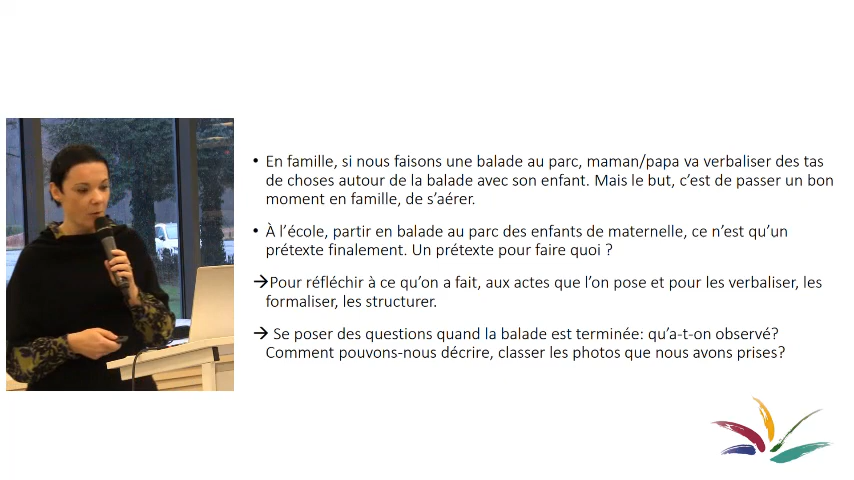 • En famille, si nous faisons une balade au parc, maman/papa va verbaliser des tas
de choses autour de la balade avec son enfant. Mais le but, c’est de passer un bon
moment en famille, de s’aérer.
• À l’école, partir en balade au parc des enfants de maternelle, ce n’est qu’un
prétexte finalement. Un prétexte pour faire quoi ?
→Pour réfléchir à ce qu’on a fait, aux actes que l’on pose et pour les verbaliser, les
formaliser, les structurer.
→ Se poser des questions quand la balade est terminée: qu’a-t-on observé?
Comment pouvons-nous décrire, classer les photos que nous avons prises?